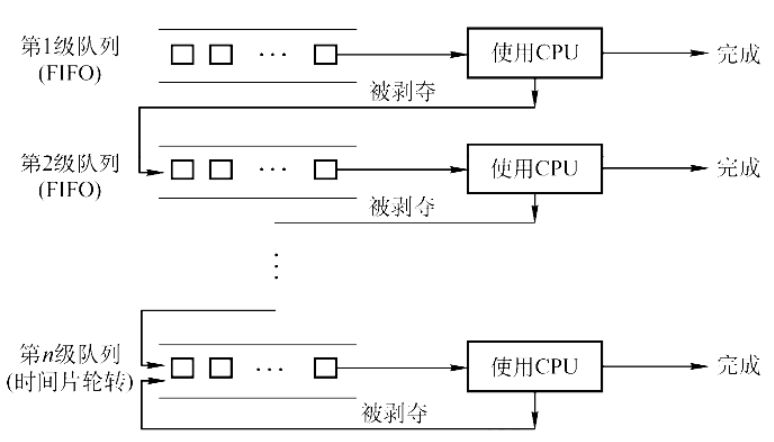 第1级队列
(FIFO)
… 使用CPU 完成
被剥夺
第2级队列
(FIFO)
… 使用CPU 完成
被剥夺
⋮
第n级队列
(时间片轮转)
… 使用CPU 完成
被剥夺